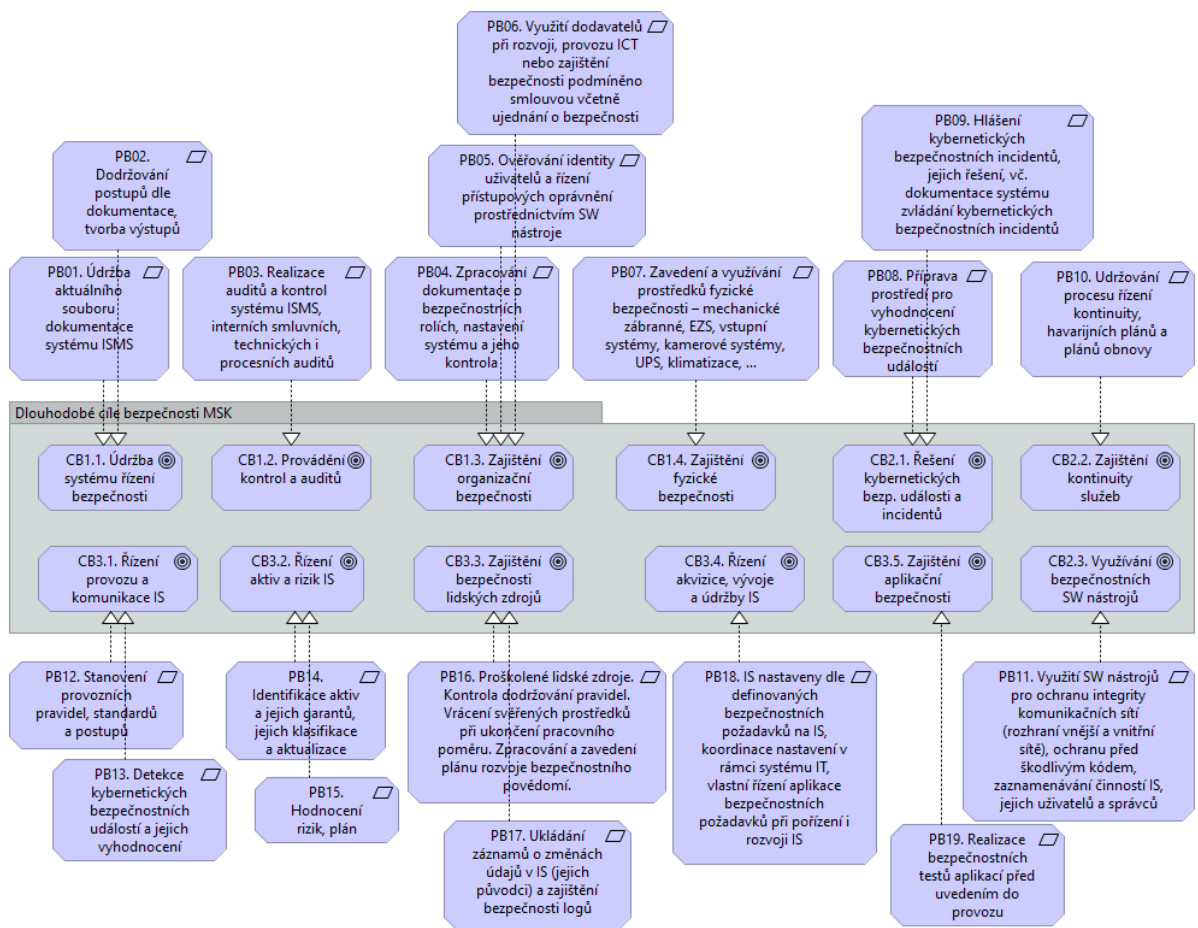 PB06. Využití dodavatelů
při rozvoji, provozu ICT
nebo zajištění
bezpečnosti podmíněno
smlouvou včetně
ujednání o bezpečnosti
PB09. Hlášení
kybernetických
bezpečnostních incidentů,
jejich řešení, vč.
dokumentace systému
zvládání kybernetických
bezpečnostních incidentů
PB02.
Dodržování
postupů dle
dokumentace,
tvorba výstupů
PB05. Ověřování identity
uživatelů a řízení
přístupových oprávnění
prostřednictvím SW
nástroje
PB01. Údržba
aktuálního
souboru
dokumentace
systému ISMS
PB03. Realizace
auditů a kontrol
systému ISMS,
interních smluvních,
technických i
procesních auditů
PB04. Zpracování
dokumentace o
bezpečnostních
rolích, nastavení
systému a jeho
kontrola
PB07. Zavedení a využívání
prostředků fyzické
bezpečnosti – mechanické
zábranné, EZS, vstupní
systémy, kamerové systémy,
UPS, klimatizace, ...
PB08. Příprava
prostředí pro
vyhodnocení
kybernetických
bezpečnostních
událostí
PB10. Udržování
procesu řízení
kontinuity,
havarijních plánů a
plánů obnovy
Dlouhodobé cíle bezpečnosti MSK
CB1.1. Údržba
systému řízení
bezpečnosti
CB1.2. Provádění
kontrol a auditů
CB1.3. Zajištění
organizační
bezpečnosti
CB1.4. Zajištění
fyzické
bezpečnosti
CB2.1. Řešení
kybernetických
bezp. události a
incidentů
CB2.2. Zajištění
kontinuity
služeb
CB3.1. Řízení
provozu a
komunikace IS
CB3.2. Řízení
aktiv a rizik IS
CB3.3. Zajištění
bezpečnosti
lidských zdrojů
CB3.4. Řízení
akvizice, vývoje
a údržby IS
CB3.5. Zajištění
aplikační
bezpečnosti
CB2.3. Využívání
bezpečnostních
SW nástrojů
PB12. Stanovení
provozních
pravidel, standardů
a postupů
PB14.
Identifikace aktiv
a jejich garantů,
jejich klasifikace
a aktualizace
PB16. Proškolené lidské zdroje.
Kontrola dodržování pravidel.
Vrácení svěřených prostředků
při ukončení pracovního
poměru. Zpracování a zavedení
plánu rozvoje bezpečnostního
povědomí.
PB18. IS nastaveny dle
definovaných
bezpečnostních
požadavků na IS,
koordinace nastavení v
rámci systému IT,
vlastní řízení aplikace
bezpečnostních
požadavků při pořízení i
rozvoji IS
PB11. Využití SW nástrojů
pro ochranu integrity
komunikačních sítí
(rozhraní vnější a vnitřní
sítě), ochranu před
škodlivým kódem,
zaznamenávání činností IS,
jejich uživatelů a správců
PB13. Detekce
kybernetických
bezpečnostních
událostí a jejich
vyhodnocení
PB15.
Hodnocení
rizik, plán
PB17. Ukládání
záznamů o změnách
údajů v IS (jejich
původci) a zajištění
bezpečnosti logů
PB19. Realizace
bezpečnostních
testů aplikací před
uvedením do
provozu